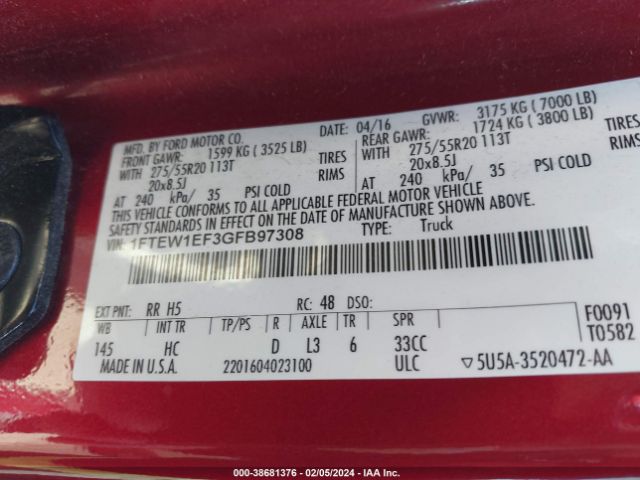 MFD. BY FORD MOTOR CO.
DATE: 04/16 GVWR: 3175 KG ( 7000 LB)
FRONT GAWR: 1599 KG ( 3525 LB)
REAR GAWR: 1724 KG ( 3800 LB)
WITH 275/55R20 113T TIRES
WITH 275/55R20 113T TIRES
20x8.5J RIMS
20x8.5J RIMS
AT 240 kPa/ 35 PSI COLD
AT 240 kPa/ 35 PSI COLD
THIS VEHICLE CONFORMS TO ALL APPLICABLE FEDERAL MOTOR VEHICLE
SAFETY STANDARDS IN EFFECT ON THE DATE OF MANUFACTURE SHOWN ABOVE.
VIN: 1FTEW1EF3GFB97308 TYPE: Truck
EXT PNT: RR H5 RC: 48 DSO:
WB INT TR TP/PS R AXLE TR SPR
145 HC D L3 6 33CC
F0091
T0582
MADE IN U.S.A. 2201604023100 ULC ▽5U5A-3520472-AA
© Stock # - 38681376 | 02/05/2024 - IAA Inc.